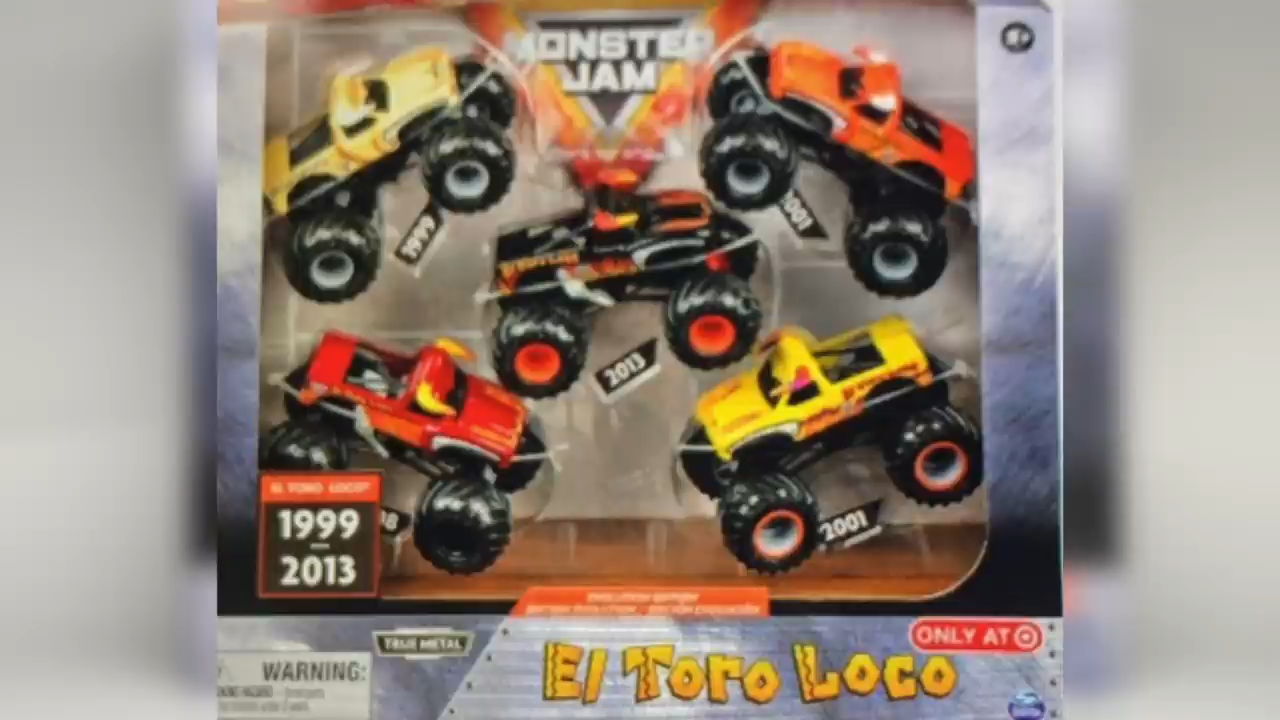 MONSTER
JAM
1999
2001
2013
EL TORO LOCO
1999
2013
18
2001
TRUE METAL
ONLY AT
WARNING:
El Toro Loco